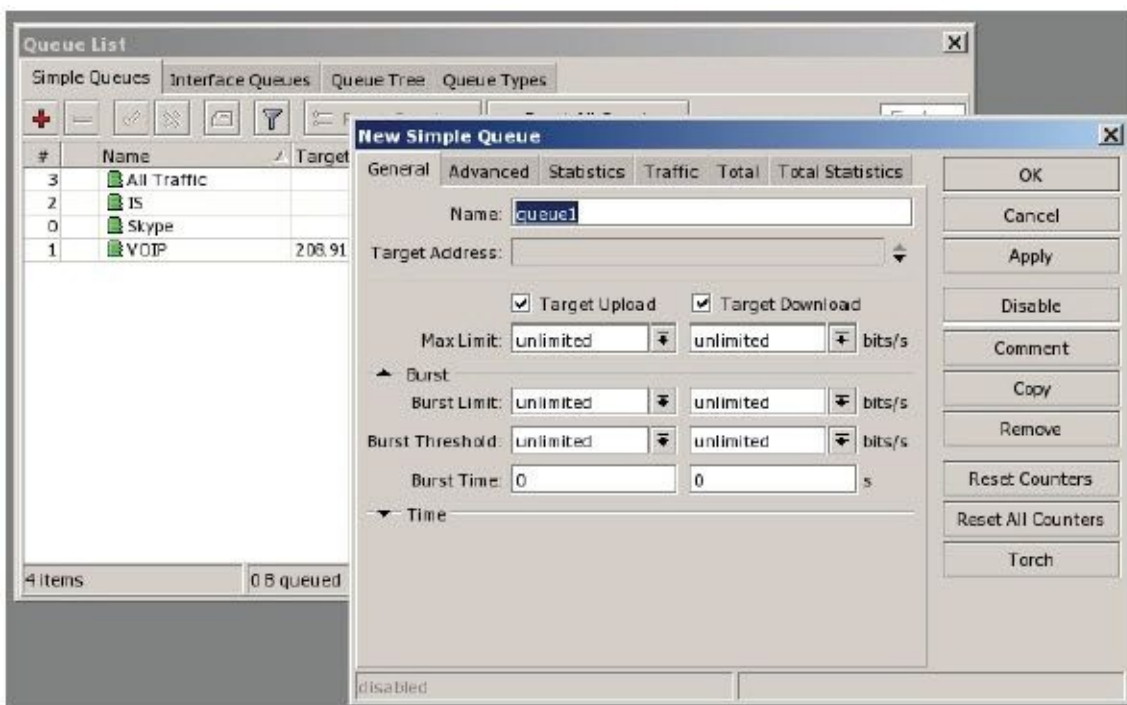 Queue List
Simple Queues Interface Queues Queue Tree Queue Types
# Name Target
3 All Traffic
2 IS
0 Skype
1 VOIP 208.91
4 items 0 B queued
New Simple Queue
General Advanced Statistics Traffic Total Total Statistics
Name: queue1
Target Address:
Target Upload Target Download
Max Limit: unlimited unlimited bits/s
Burst
Burst Limit: unlimited unlimited bits/s
Burst Threshold: unlimited unlimited bits/s
Burst Time: 0 0 s
Time
OK
Cancel
Apply
Disable
Comment
Copy
Remove
Reset Counters
Reset All Counters
Torch
disabled